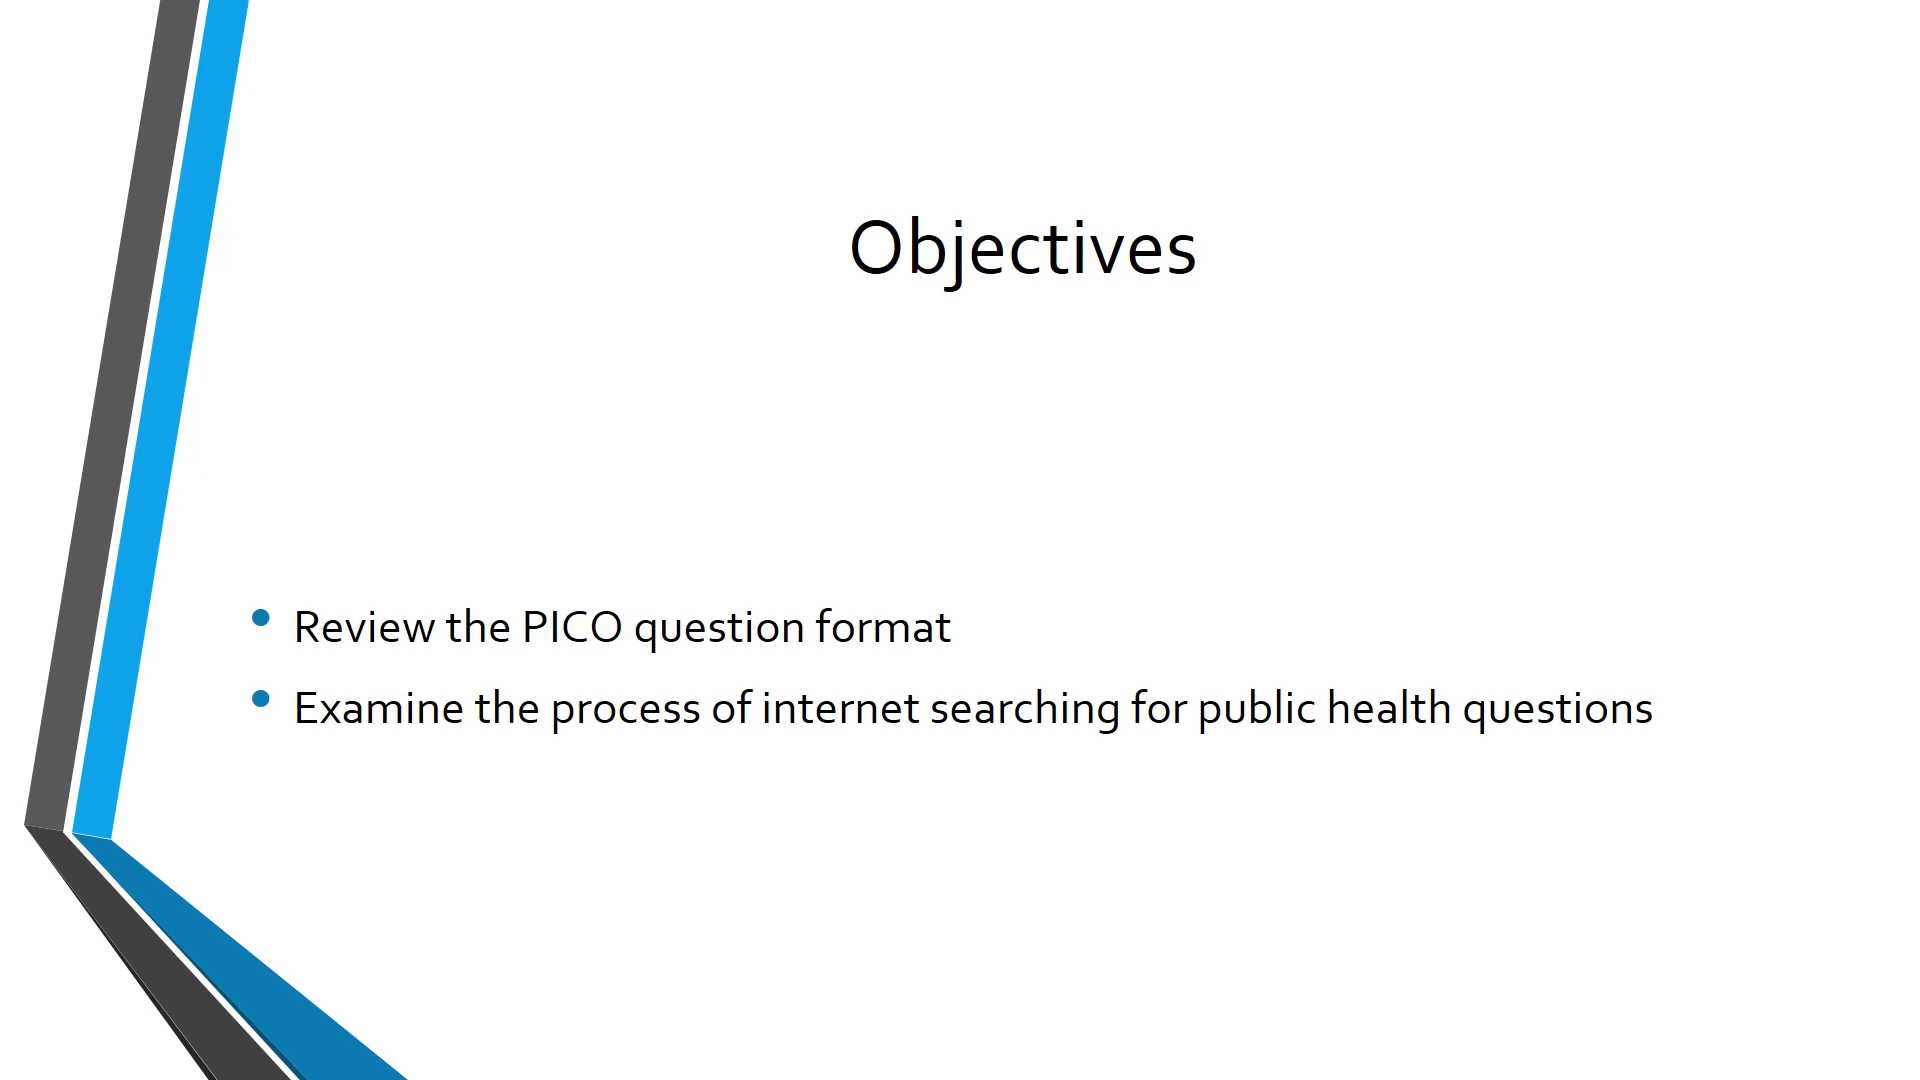 Objectives
• Review the PICO question format
• Examine the process of internet searching for public health questions